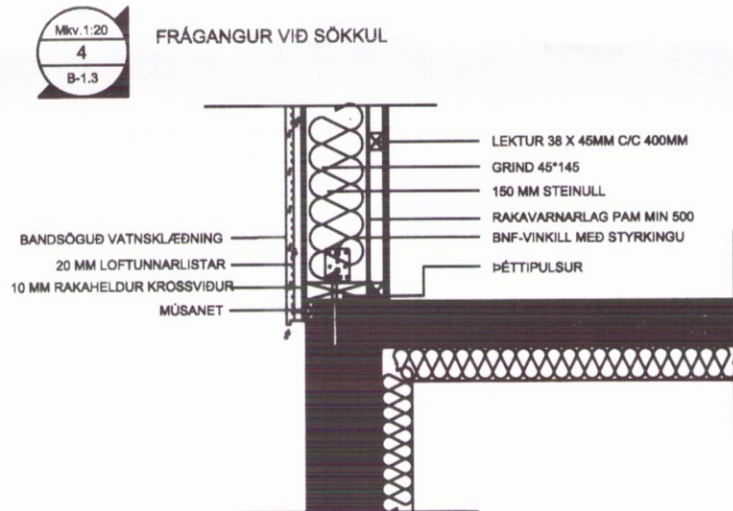 Mkv.1:20
4
B-1.3
FRÁGANGUR VIÐ SÖKKUL
LEKTUR 38 X 45MM C/C 400MM
GRIND 45*145
150 MM STEINULL
RAKAVARNARLAG PAM MIN 500
BNF-VINKILL MEÐ STYRKINGU
ÞÉTTIPULSUR
BANDSÖGUÐ VATNSKLÆÐNING
20 MM LOFTUNNARLISTAR
10 MM RAKAHELDUR KROSSVIÐUR
MÚSANET